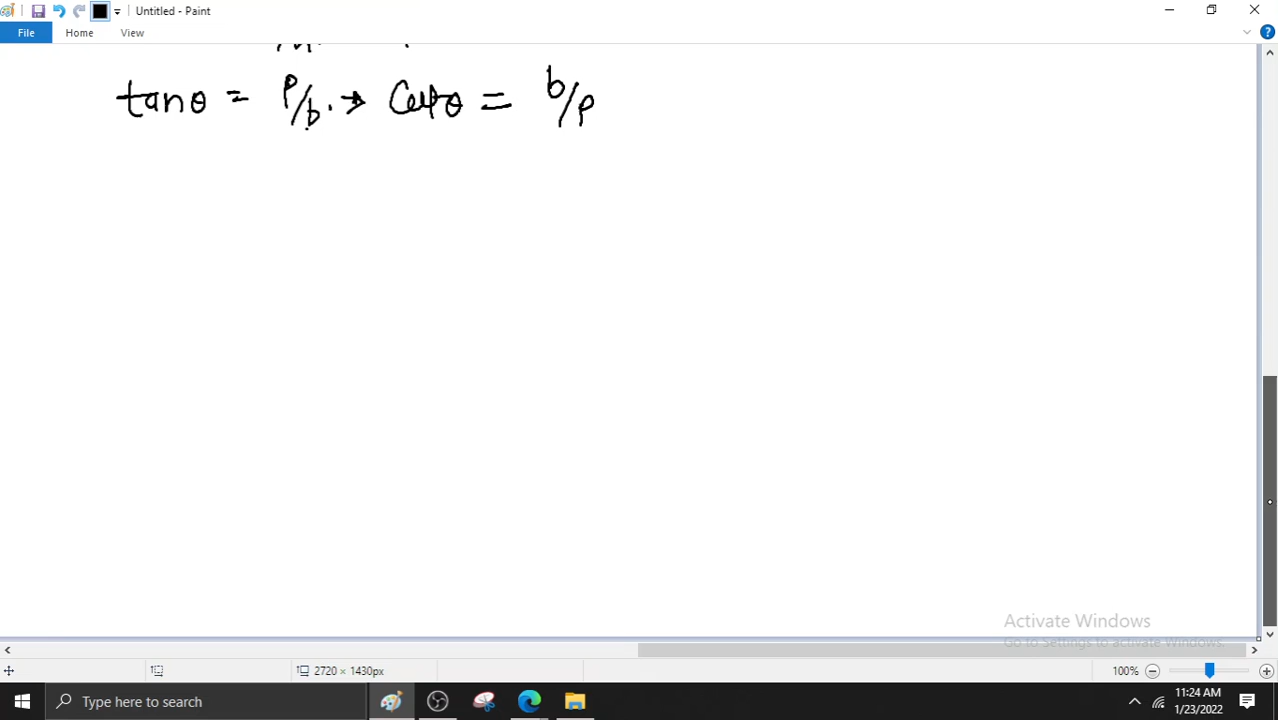 Untitled - Paint
File Home View
tanθ = P/b. → Cotθ = b/p
Activate Windows
Go to Settings to activate Windows.
2720 × 1430px
100%
Type here to search
11:24 AM
1/23/2022